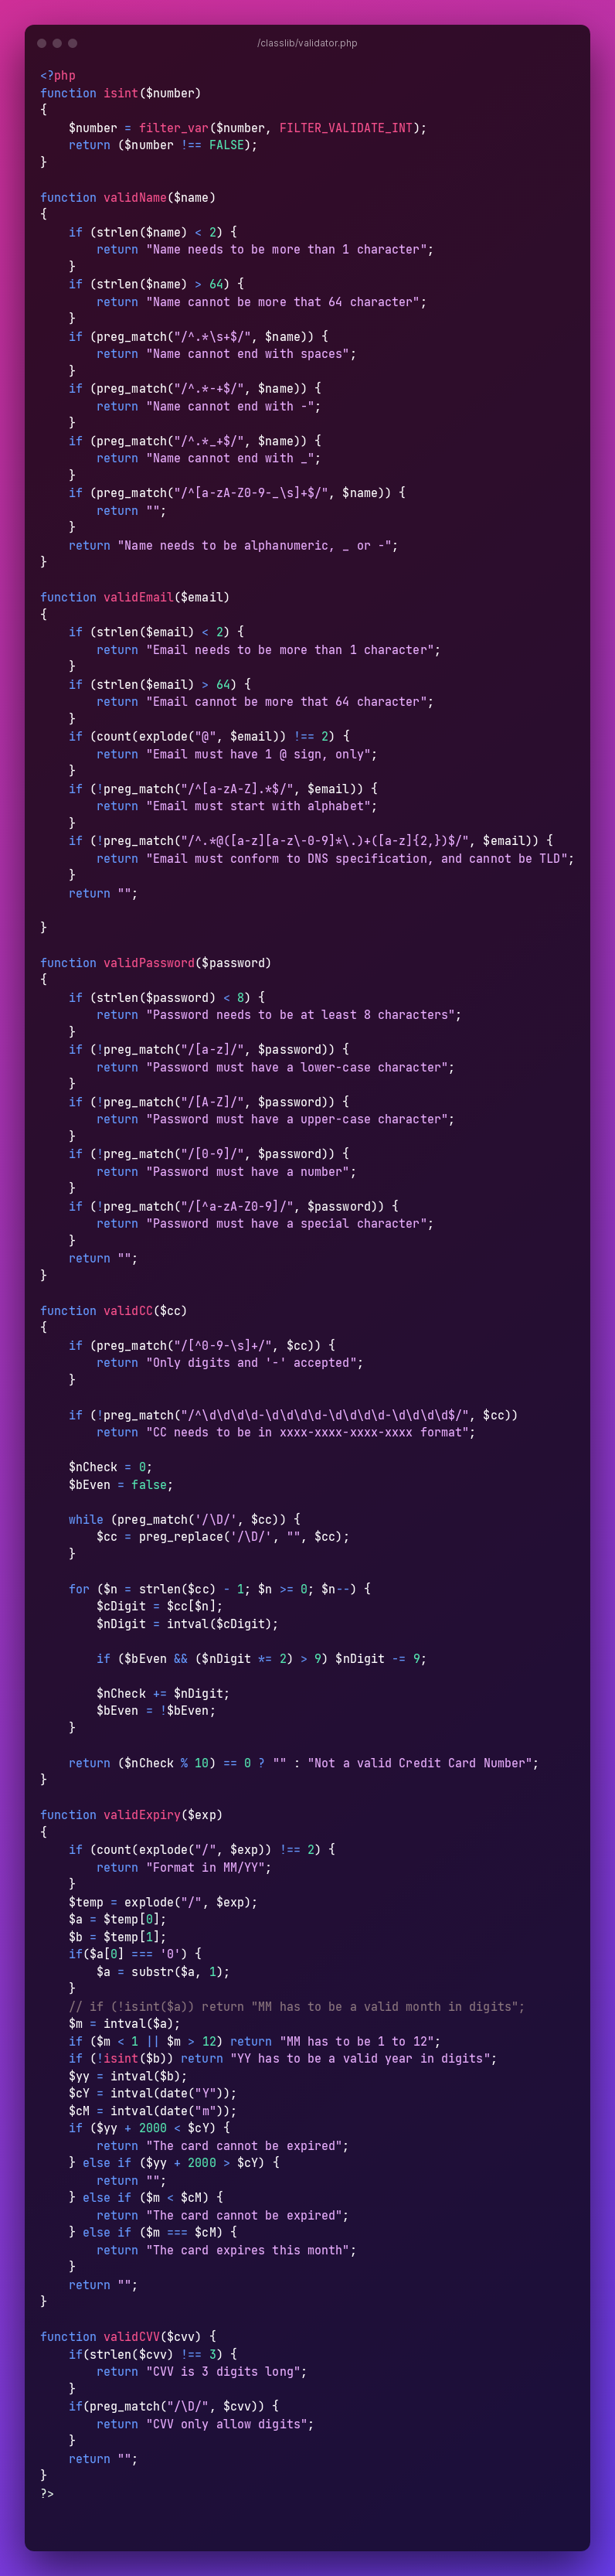 /classlib/validator.php
<?php
function isint($number)
{
    $number = filter_var($number, FILTER_VALIDATE_INT);
    return ($number !== FALSE);
}

function validName($name)
{
    if (strlen($name) < 2) {
        return "Name needs to be more than 1 character";
    }
    if (strlen($name) > 64) {
        return "Name cannot be more that 64 character";
    }
    if (preg_match("/^.*\s+$/", $name)) {
        return "Name cannot end with spaces";
    }
    if (preg_match("/^.*-+$/", $name)) {
        return "Name cannot end with -";
    }
    if (preg_match("/^.*_+$/", $name)) {
        return "Name cannot end with _";
    }
    if (preg_match("/^[a-zA-Z0-9-_\s]+$/", $name)) {
        return "";
    }
    return "Name needs to be alphanumeric, _ or -";
}

function validEmail($email)
{
    if (strlen($email) < 2) {
        return "Email needs to be more than 1 character";
    }
    if (strlen($email) > 64) {
        return "Email cannot be more that 64 character";
    }
    if (count(explode("@", $email)) !== 2) {
        return "Email must have 1 @ sign, only";
    }
    if (!preg_match("/^[a-zA-Z].*$/", $email)) {
        return "Email must start with alphabet";
    }
    if (!preg_match("/^.*@([a-z][a-z\-0-9]*\.)+([a-z]{2,})$/", $email)) {
        return "Email must conform to DNS specification, and cannot be TLD";
    }
    return "";

}

function validPassword($password)
{
    if (strlen($password) < 8) {
        return "Password needs to be at least 8 characters";
    }
    if (!preg_match("/[a-z]/", $password)) {
        return "Password must have a lower-case character";
    }
    if (!preg_match("/[A-Z]/", $password)) {
        return "Password must have a upper-case character";
    }
    if (!preg_match("/[0-9]/", $password)) {
        return "Password must have a number";
    }
    if (!preg_match("/[^a-zA-Z0-9]/", $password)) {
        return "Password must have a special character";
    }
    return "";
}

function validCC($cc)
{
    if (preg_match("/[^0-9-\s]+/", $cc)) {
        return "Only digits and '-' accepted";
    }

    if (!preg_match("/^\d\d\d\d-\d\d\d\d-\d\d\d\d-\d\d\d\d$/", $cc))
        return "CC needs to be in xxxx-xxxx-xxxx-xxxx format";

    $nCheck = 0;
    $bEven = false;

    while (preg_match('/\D/', $cc)) {
        $cc = preg_replace('/\D/', "", $cc);
    }

    for ($n = strlen($cc) - 1; $n >= 0; $n--) {
        $cDigit = $cc[$n];
        $nDigit = intval($cDigit);

        if ($bEven && ($nDigit *= 2) > 9) $nDigit -= 9;

        $nCheck += $nDigit;
        $bEven = !$bEven;
    }

    return ($nCheck % 10) == 0 ? "" : "Not a valid Credit Card Number";
}

function validExpiry($exp)
{
    if (count(explode("/", $exp)) !== 2) {
        return "Format in MM/YY";
    }
    $temp = explode("/", $exp);
    $a = $temp[0];
    $b = $temp[1];
    if($a[0] === '0') {
        $a = substr($a, 1);
    }
    // if (!isint($a)) return "MM has to be a valid month in digits";
    $m = intval($a);
    if ($m < 1 || $m > 12) return "MM has to be 1 to 12";
    if (!isint($b)) return "YY has to be a valid year in digits";
    $yy = intval($b);
    $cY = intval(date("Y"));
    $cM = intval(date("m"));
    if ($yy + 2000 < $cY) {
        return "The card cannot be expired";
    } else if ($yy + 2000 > $cY) {
        return "";
    } else if ($m < $cM) {
        return "The card cannot be expired";
    } else if ($m === $cM) {
        return "The card expires this month";
    }
    return "";
}

function validCVV($cvv) {
    if(strlen($cvv) !== 3) {
        return "CVV is 3 digits long";
    }
    if(preg_match("/\D/", $cvv)) {
        return "CVV only allow digits";
    }
    return "";
}
?>